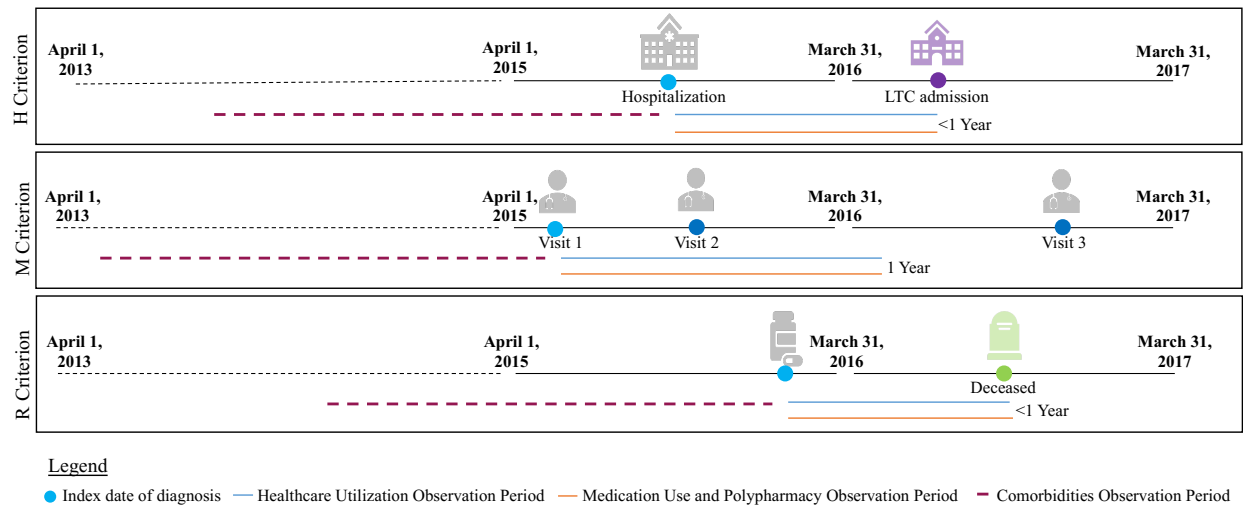 H Criterion
April 1,
2013
April 1,
2015
March 31,
2016
March 31,
2017
Hospitalization
LTC admission
<1 Year
M Criterion
April 1,
2013
April 1,
2015
March 31,
2016
March 31,
2017
Visit 1
Visit 2
Visit 3
1 Year
R Criterion
April 1,
2013
April 1,
2015
March 31,
2016
March 31,
2017
Deceased
<1 Year
Legend
Index date of diagnosis Healthcare Utilization Observation Period Medication Use and Polypharmacy Observation Period Comorbidities Observation Period